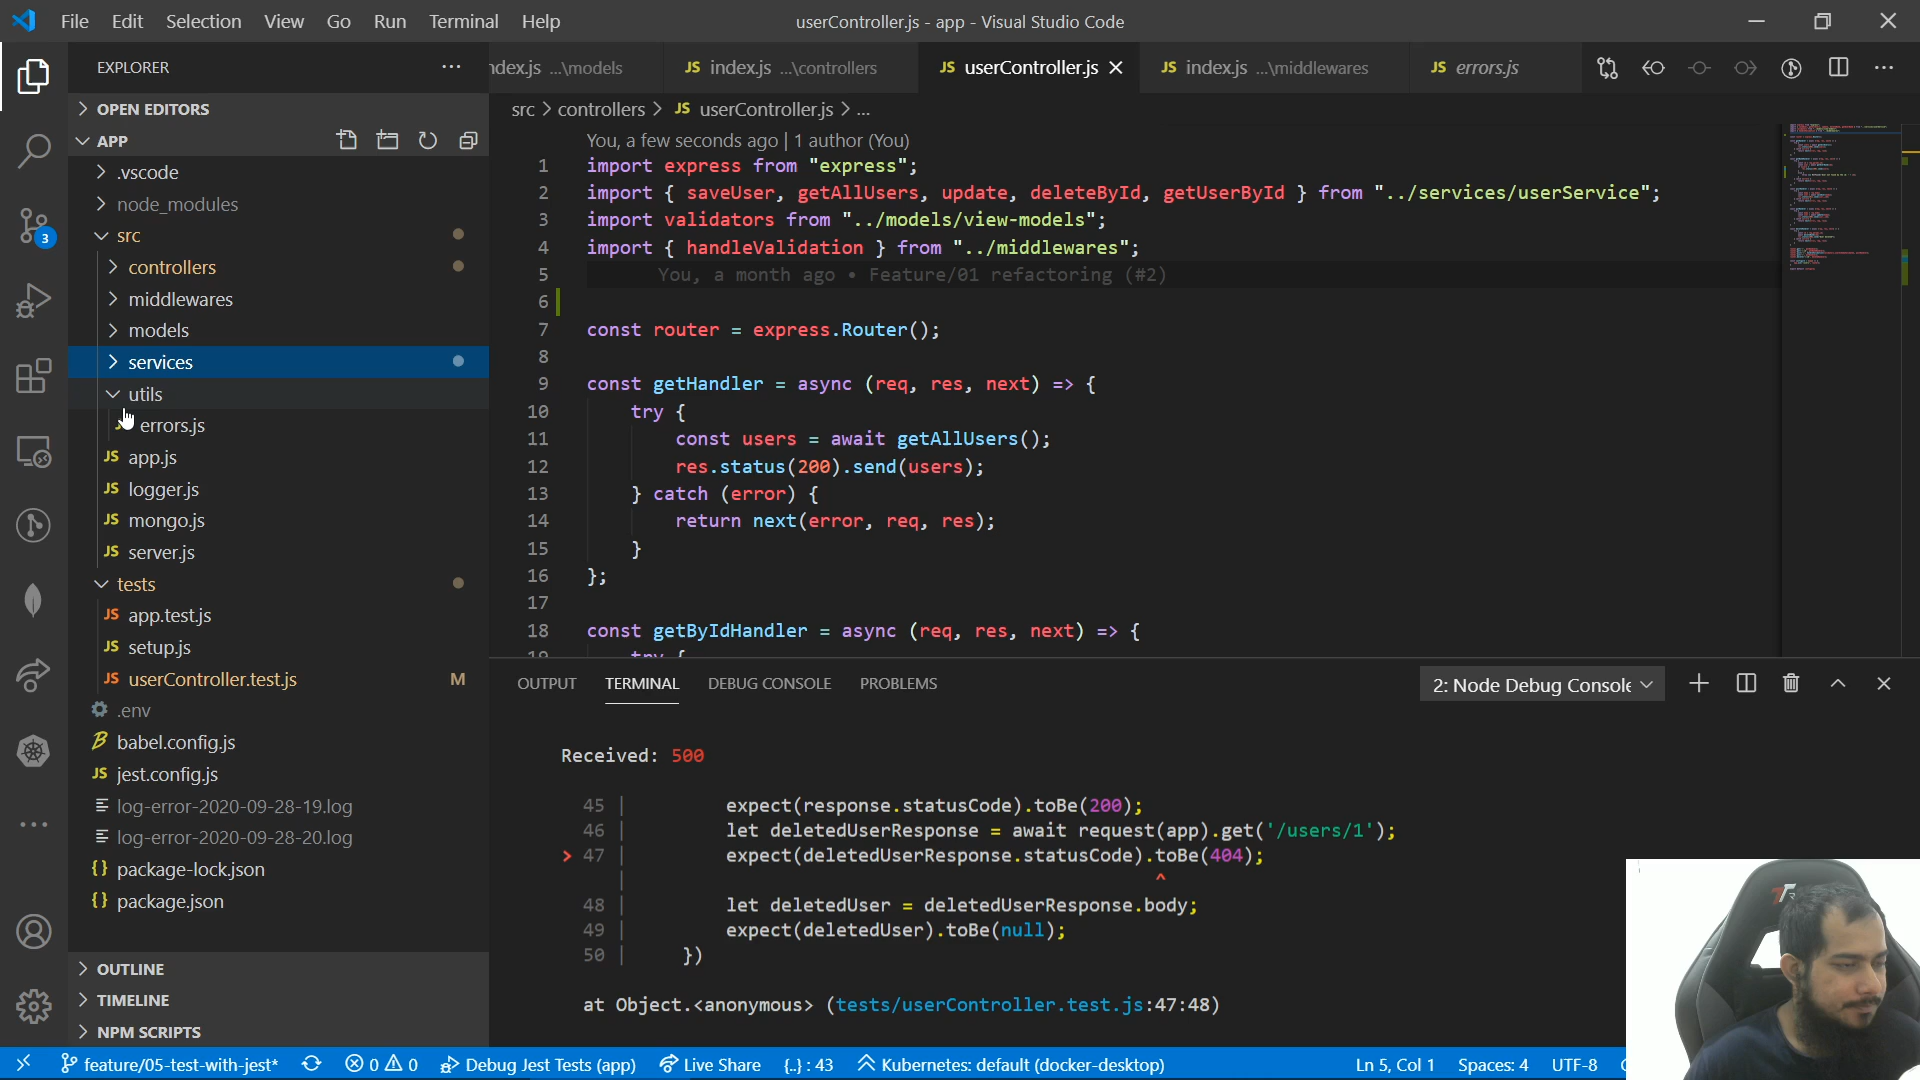 File Edit Selection View Go Run Terminal Help
userController.js - app - Visual Studio Code
EXPLORER
OPEN EDITORS
APP
.vscode
node_modules
src
controllers
middlewares
models
services
utils
errors.js
app.js
logger.js
mongo.js
server.js
tests
app.test.js
setup.js
userController.test.js M
.env
babel.config.js
jest.config.js
log-error-2020-09-28-19.log
log-error-2020-09-28-20.log
package-lock.json
package.json
OUTLINE
TIMELINE
NPM SCRIPTS
3
index.js ...\models
JS index.js ...\controllers
JS userController.js
JS index.js ...\middlewares
JS errors.js
src > controllers > JS userController.js > ...
You, a few seconds ago | 1 author (You)
1 import express from "express";
2 import { saveUser, getAllUsers, update, deleteById, getUserById } from "../services/userService";
3 import validators from "../models/view-models";
4 import { handleValidation } from "../middlewares";
5 You, a month ago • Feature/01 refactoring (#2)
6
7 const router = express.Router();
8
9 const getHandler = async (req, res, next) => {
10 try {
11 const users = await getAllUsers();
12 res.status(200).send(users);
13 } catch (error) {
14 return next(error, req, res);
15 }
16 };
17
18 const getByIdHandler = async (req, res, next) => {
19 try {
OUTPUT TERMINAL DEBUG CONSOLE PROBLEMS
2: Node Debug Console
Received: 500
45 | expect(response.statusCode).toBe(200);
46 | let deletedUserResponse = await request(app).get('/users/1');
> 47 | expect(deletedUserResponse.statusCode).toBe(404);
| ^
48 | let deletedUser = deletedUserResponse.body;
49 | expect(deletedUser).toBe(null);
50 | })
at Object.<anonymous> (tests/userController.test.js:47:48)
feature/05-test-with-jest* 0 0 Debug Jest Tests (app) Live Share {..} : 43 Kubernetes: default (docker-desktop) Ln 5, Col 1 Spaces: 4 UTF-8